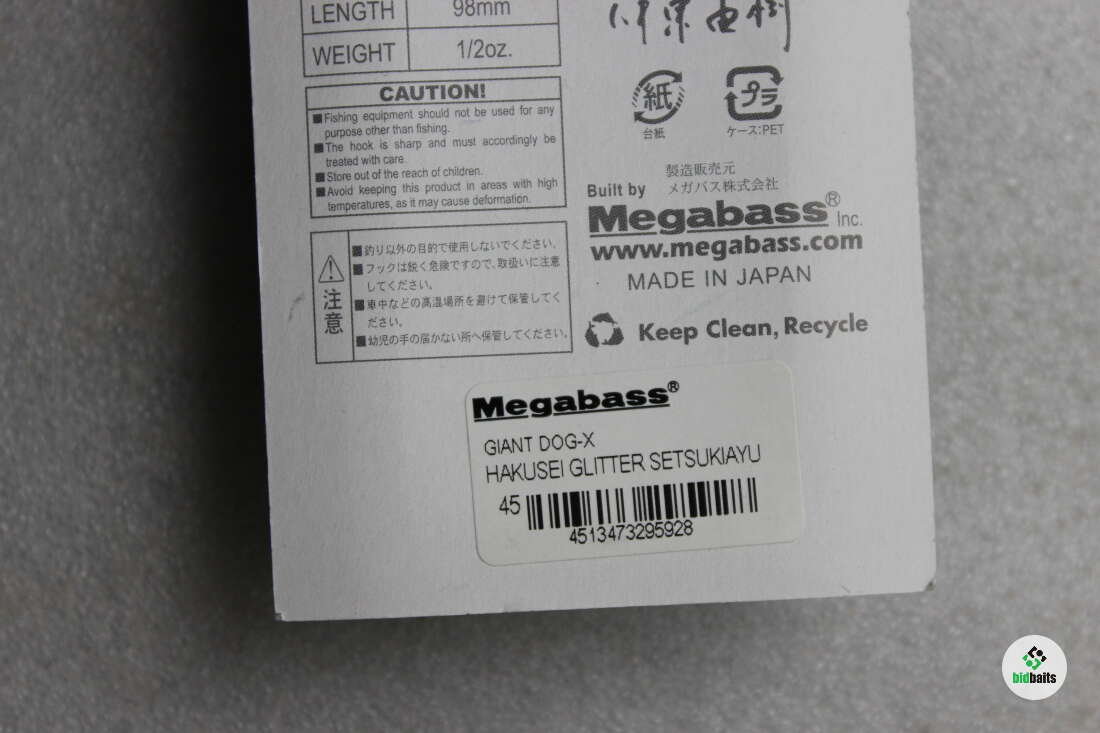 LENGTH 98mm
WEIGHT 1/2oz.
CAUTION!
■Fishing equipment should not be used for any
purpose other than fishing.
■The hook is sharp and must accordingly be
treated with care.
■Store out of the reach of children.
■Avoid keeping this product in areas with high
temperatures, as it may cause deformation.
注意
■釣り以外の目的で使用しないでください。
■フックは鋭く危険ですので、取扱いに注意
してください。
■車中などの高温場所を避けて保管してく
ださい。
■幼児の手の届かない所へ保管してください。
紙
台紙
プラ
ケース:PET
製造販売元
Built by メガバス株式会社
Megabass® Inc.
www.megabass.com
MADE IN JAPAN
Keep Clean, Recycle
Megabass®
GIANT DOG-X
HAKUSEI GLITTER SETSUKIAYU
45
4513473295928
bidbaits